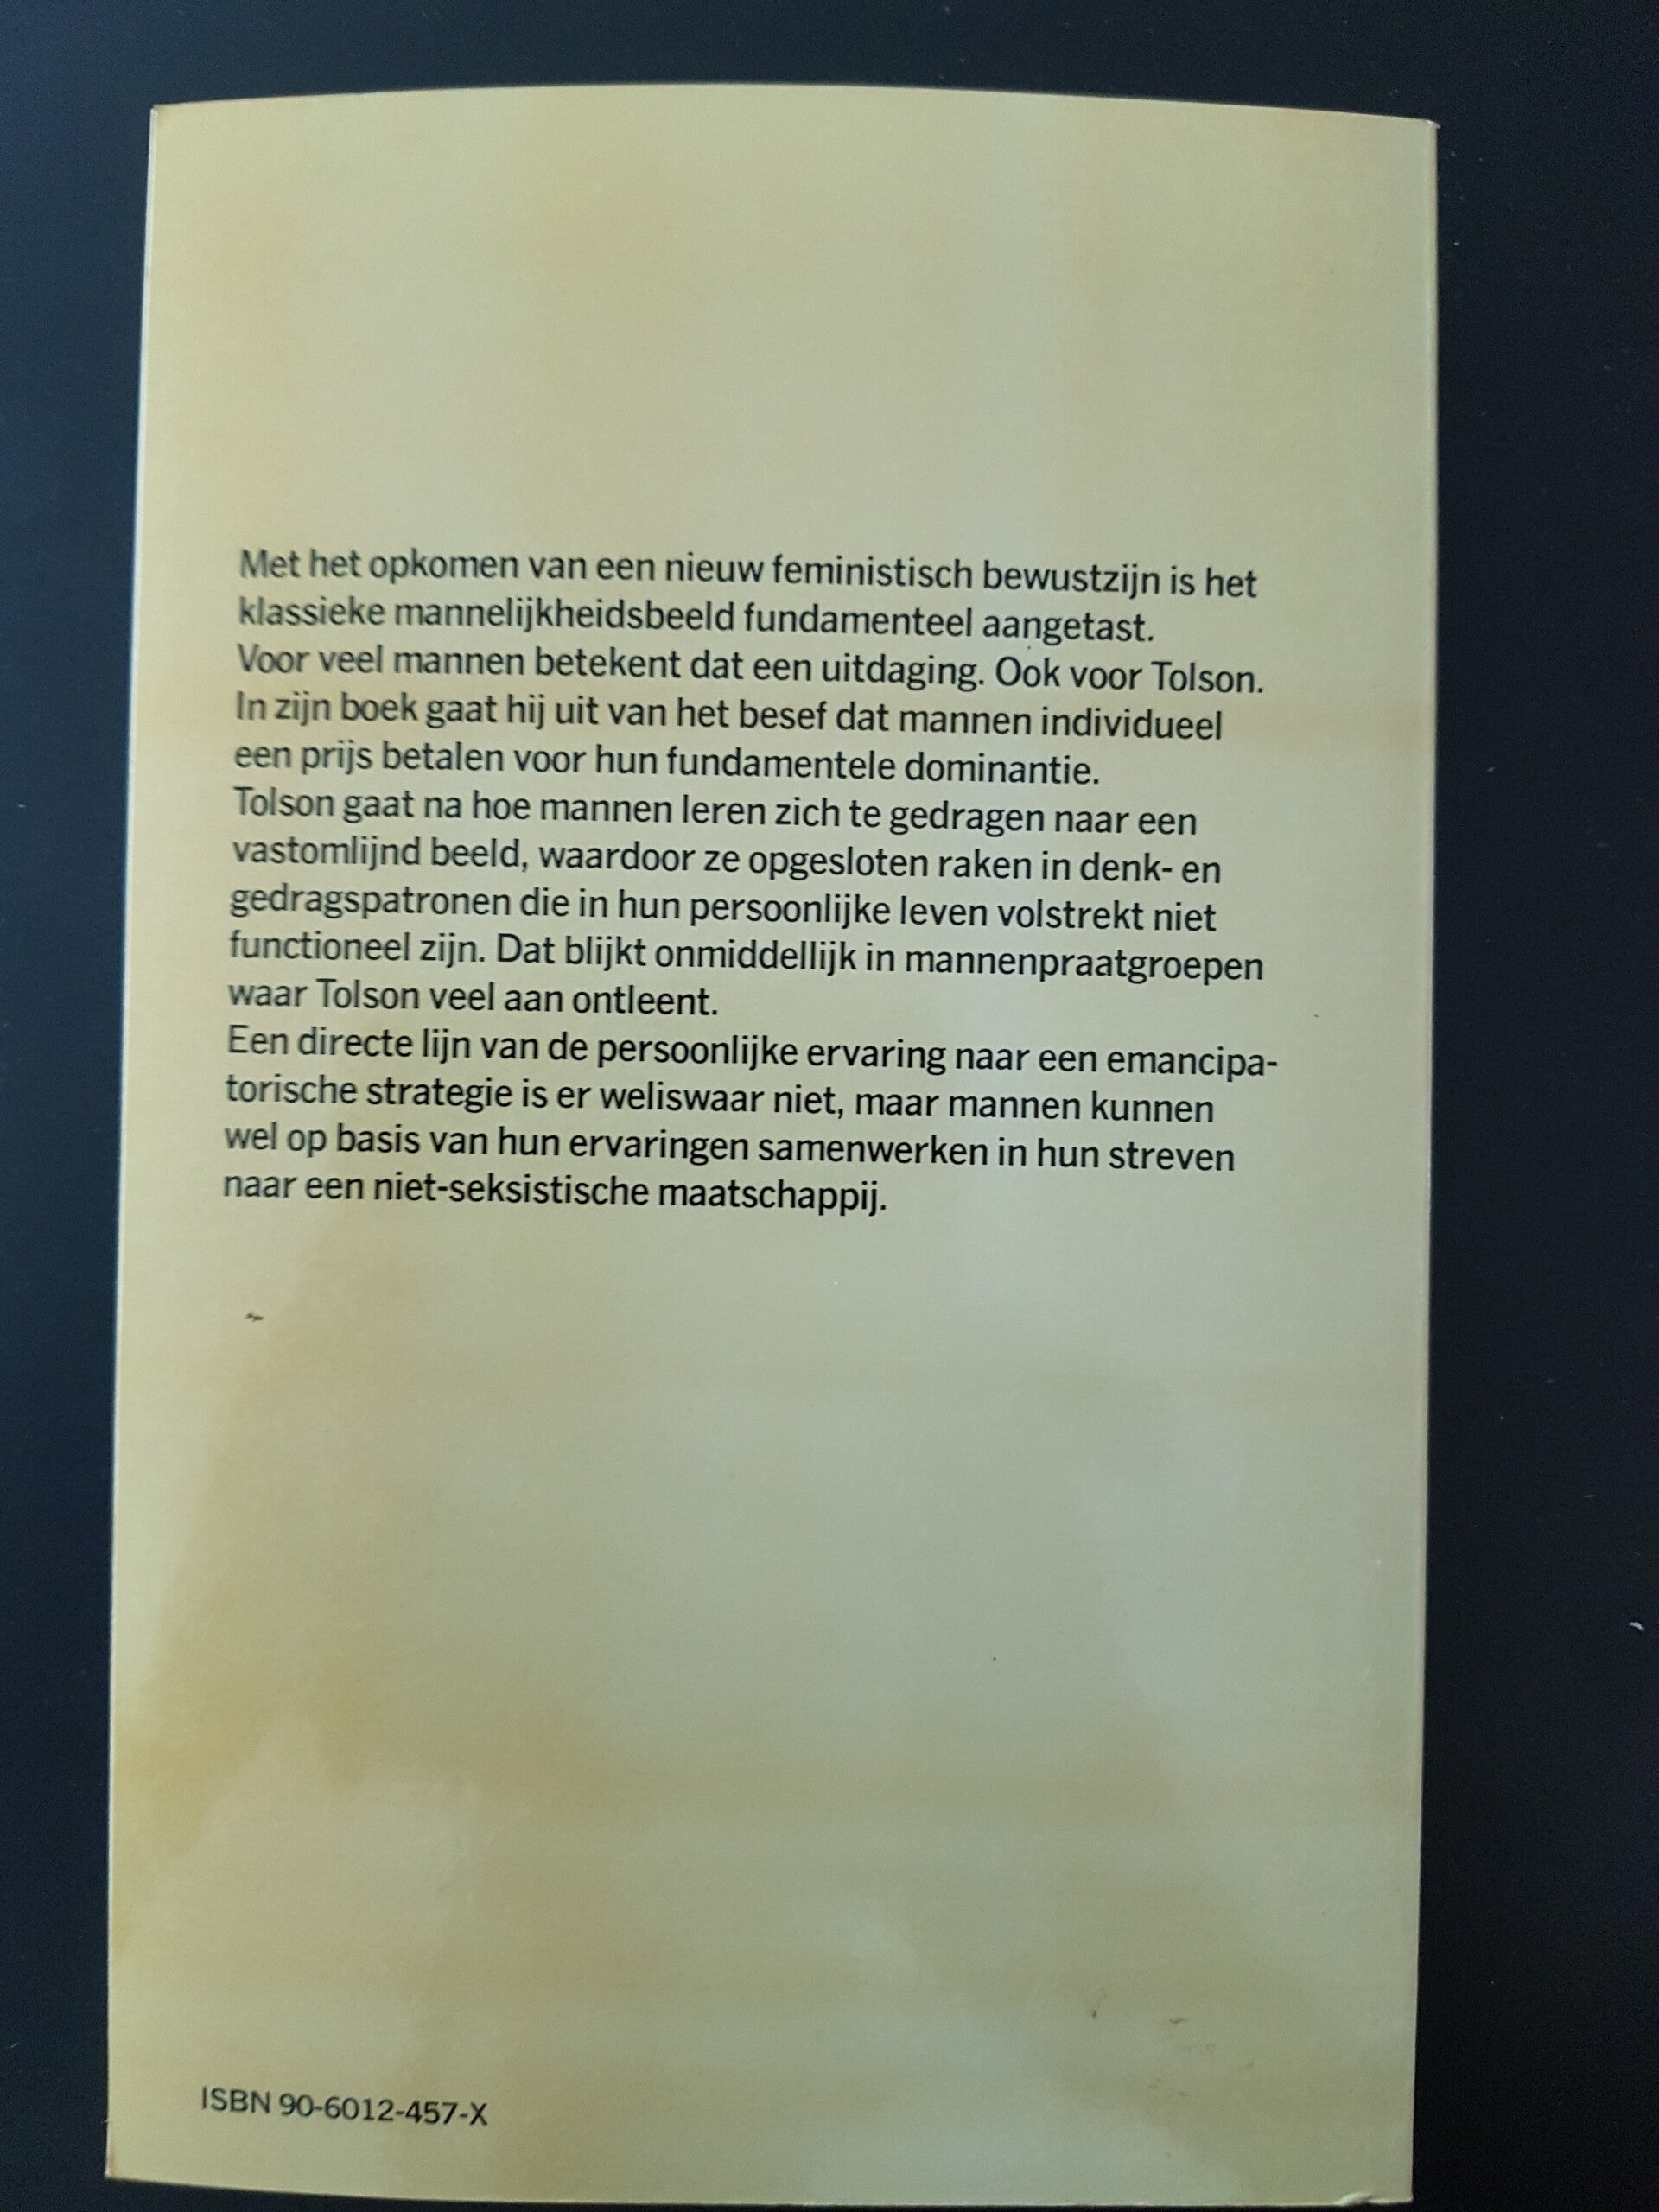 Met het opkomen van een nieuw feministisch bewustzijn is het
klassieke mannelijkheidsbeeld fundamenteel aangetast.
Voor veel mannen betekent dat een uitdaging. Ook voor Tolson.
In zijn boek gaat hij uit van het besef dat mannen individueel
een prijs betalen voor hun fundamentele dominantie.
Tolson gaat na hoe mannen leren zich te gedragen naar een
vastomlijnd beeld, waardoor ze opgesloten raken in denk- en
gedragspatronen die in hun persoonlijke leven volstrekt niet
functioneel zijn. Dat blijkt onmiddellijk in mannenpraatgroepen
waar Tolson veel aan ontleent.
Een directe lijn van de persoonlijke ervaring naar een emancipa-
torische strategie is er weliswaar niet, maar mannen kunnen
wel op basis van hun ervaringen samenwerken in hun streven
naar een niet-seksistische maatschappij.
ISBN 90-6012-457-X